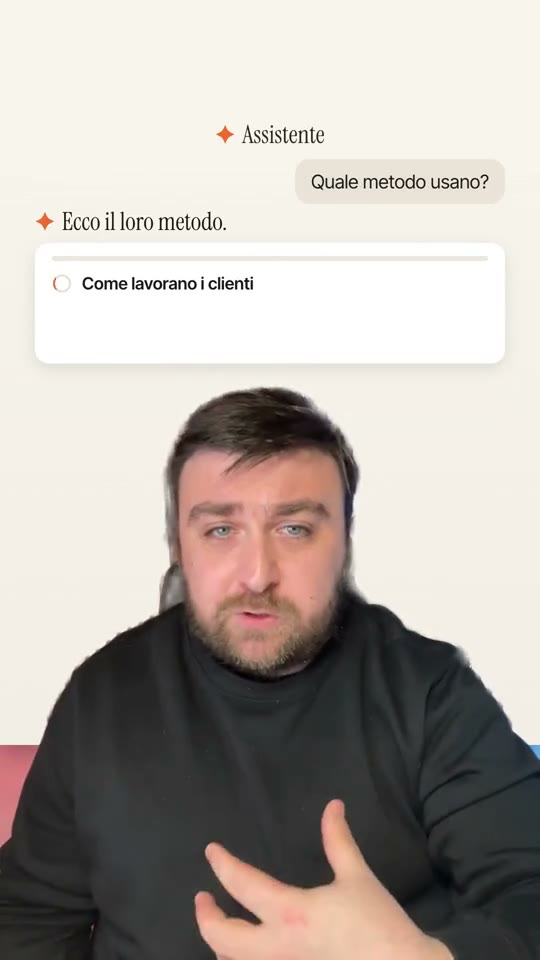 Assistente
Quale metodo usano?
Ecco il loro metodo.
Come lavorano i clienti